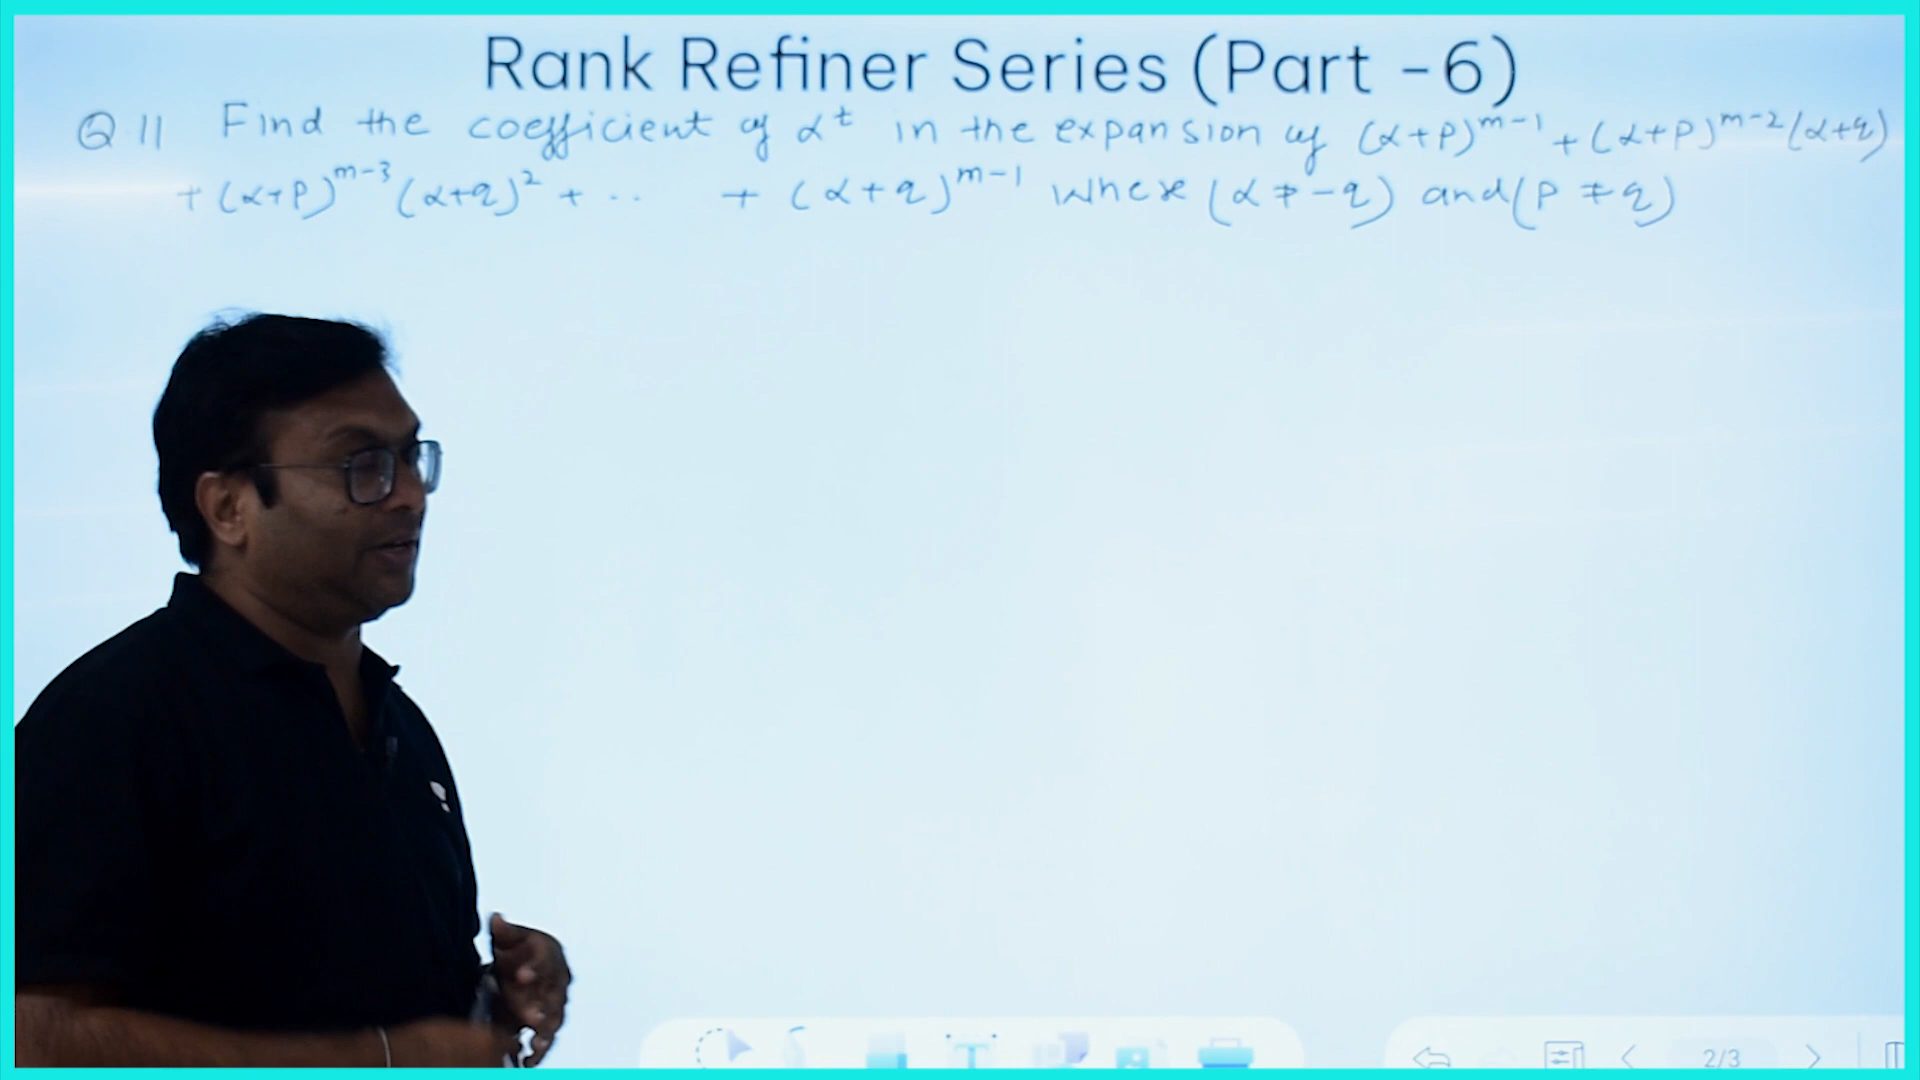 Rank Refiner Series (Part -6)
Q.11 Find the coefficient of α^t in the expansion of (α+p)^m-1 + (α+p)^m-2 (α+q)
+ (α+p)^m-3 (α+q)^2 + .. + (α+q)^m-1 where (α ≠ -q) and (p ≠ q)
2/3